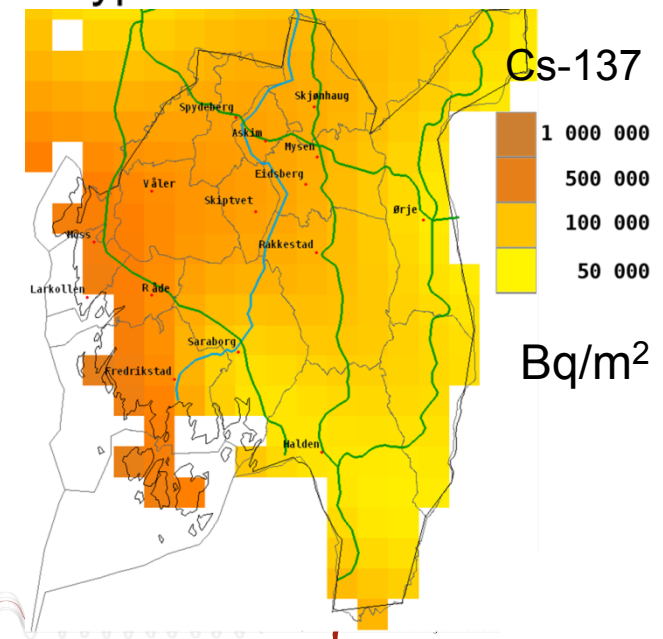 Cs-137
Skjønhaug
Spydeberg
Askim
Mysen
Eidsberg
Våler
Skiptvet
Ørje
Moss
Rakkestad
Larkollen
Råde
Saraborg
Fredrikstad
Halden
1 000 000
500 000
100 000
50 000
Bq/m²